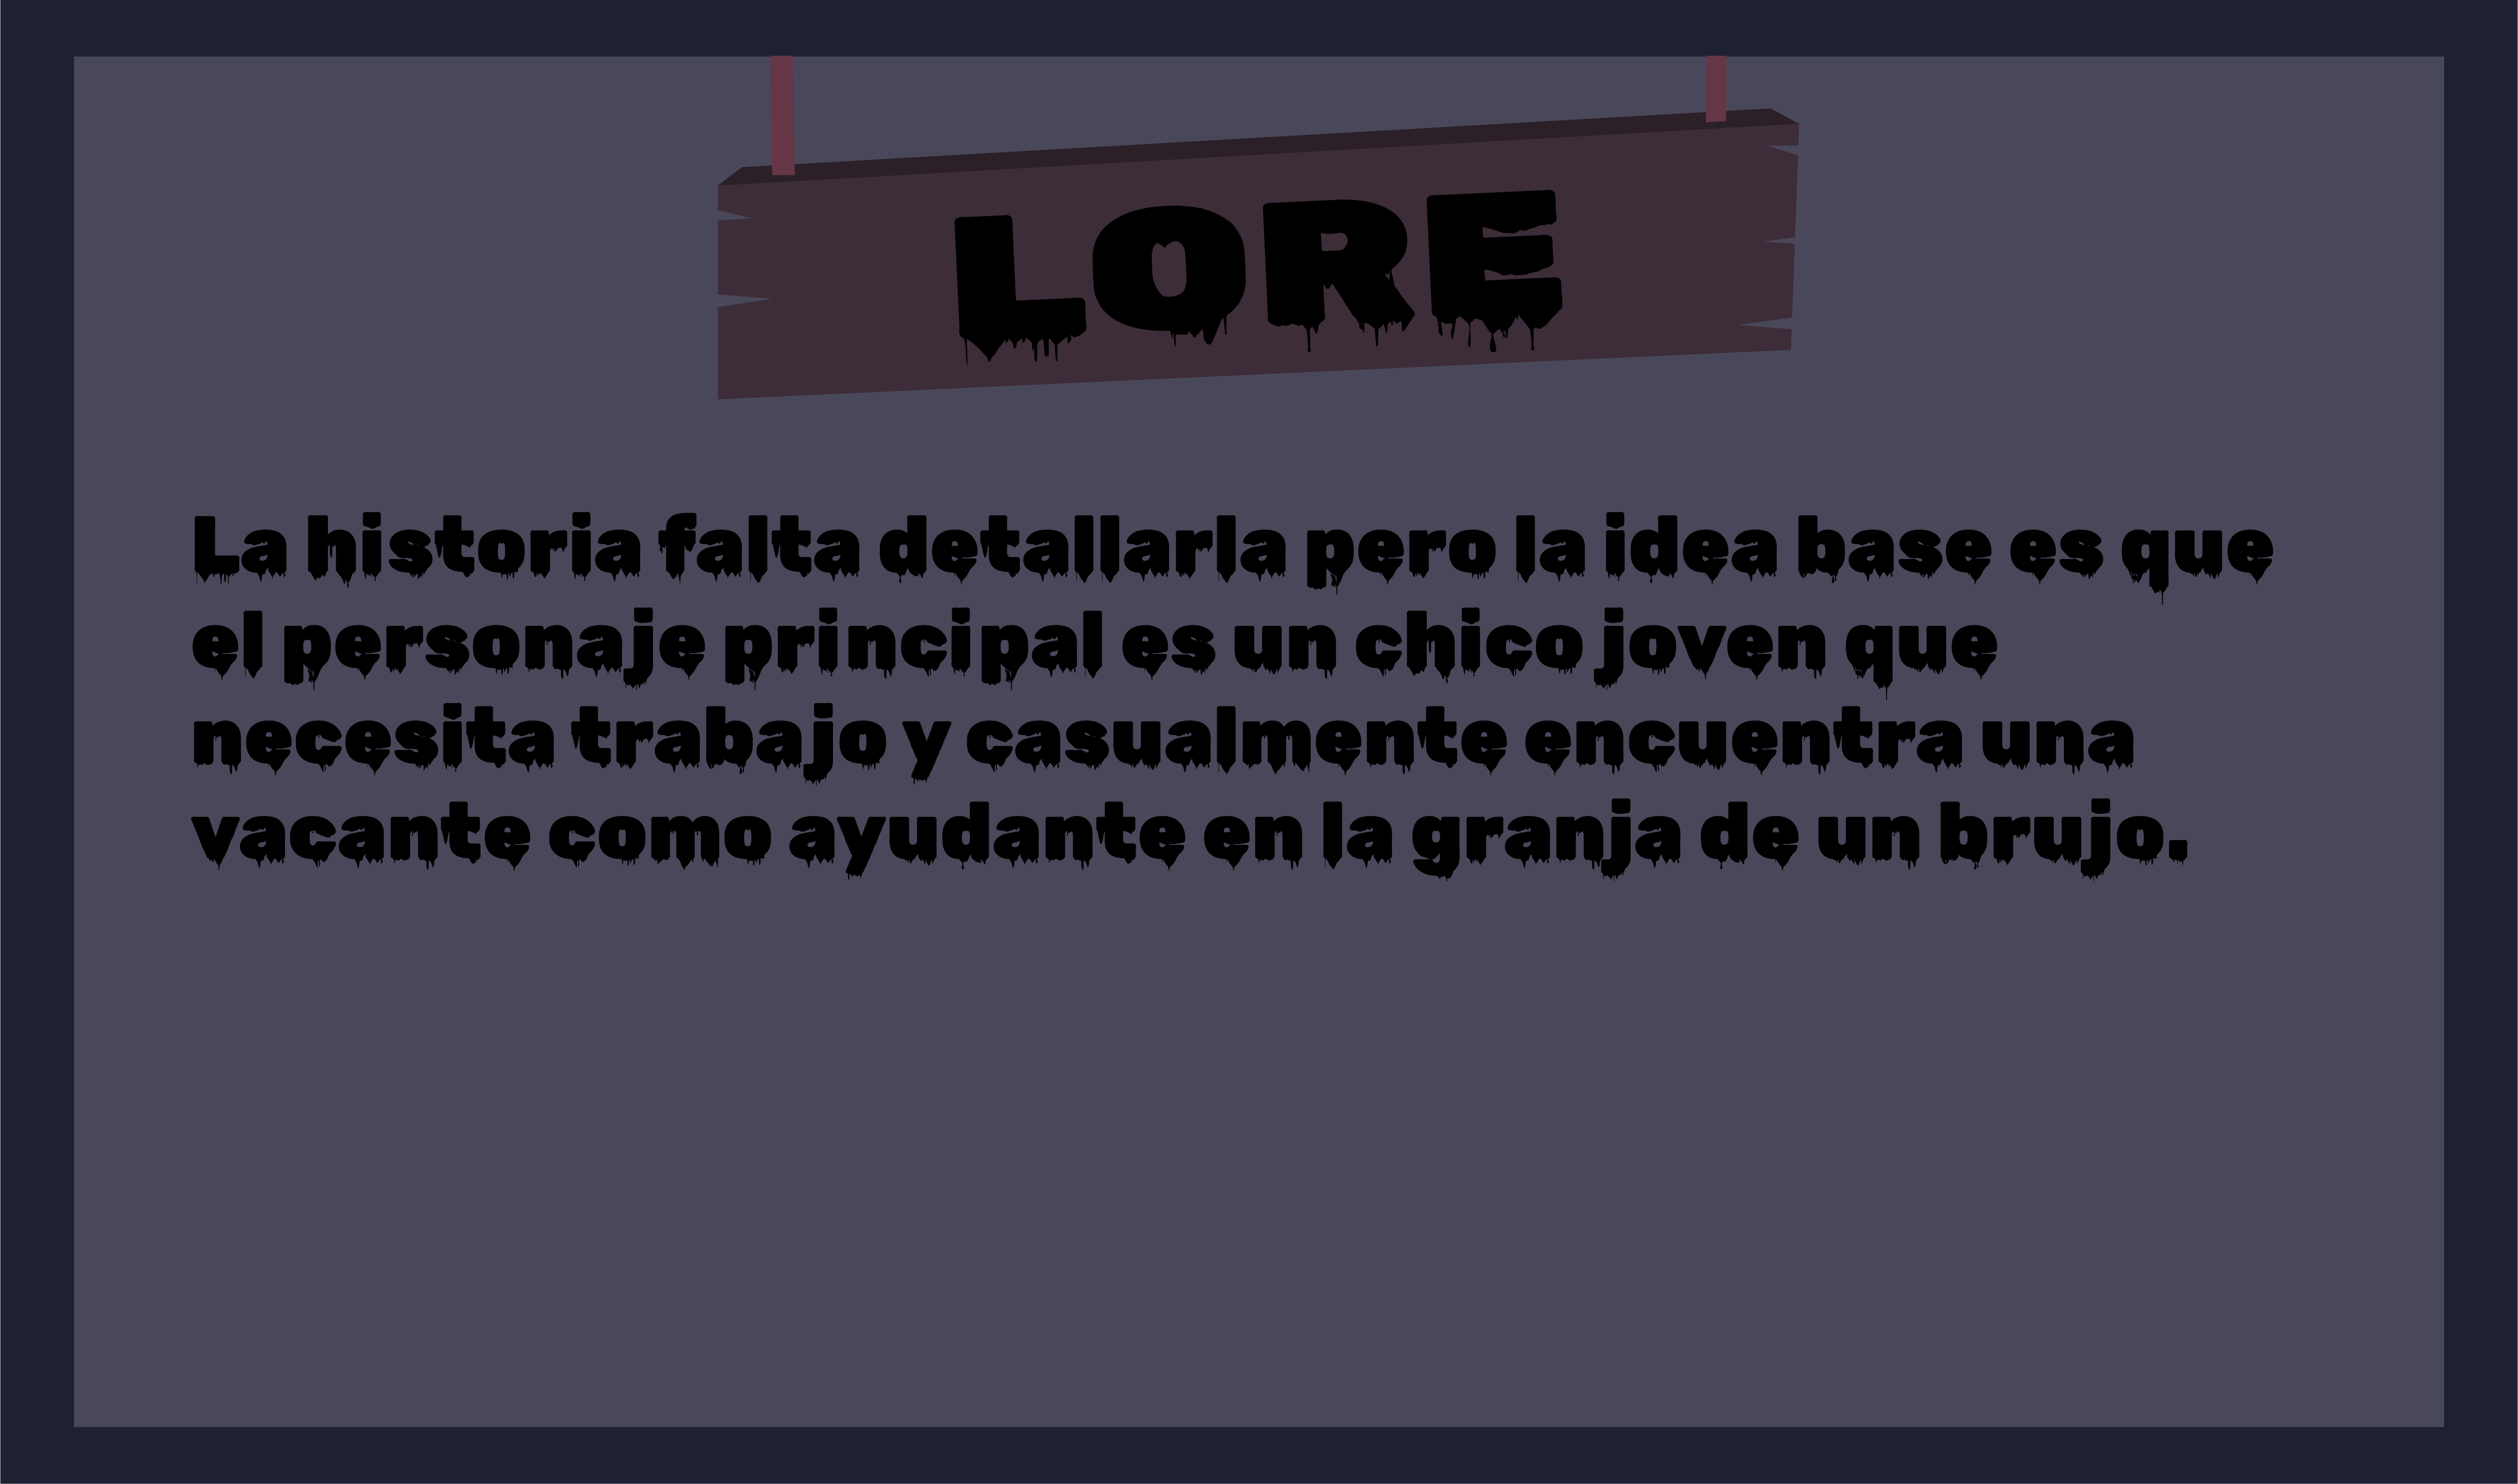 LORE
La historia falta detallarla pero la idea base es que
el personaje principal es un chico joven que
necesita trabajo y casualmente encuentra una
vacante como ayudante en la granja de un brujo.